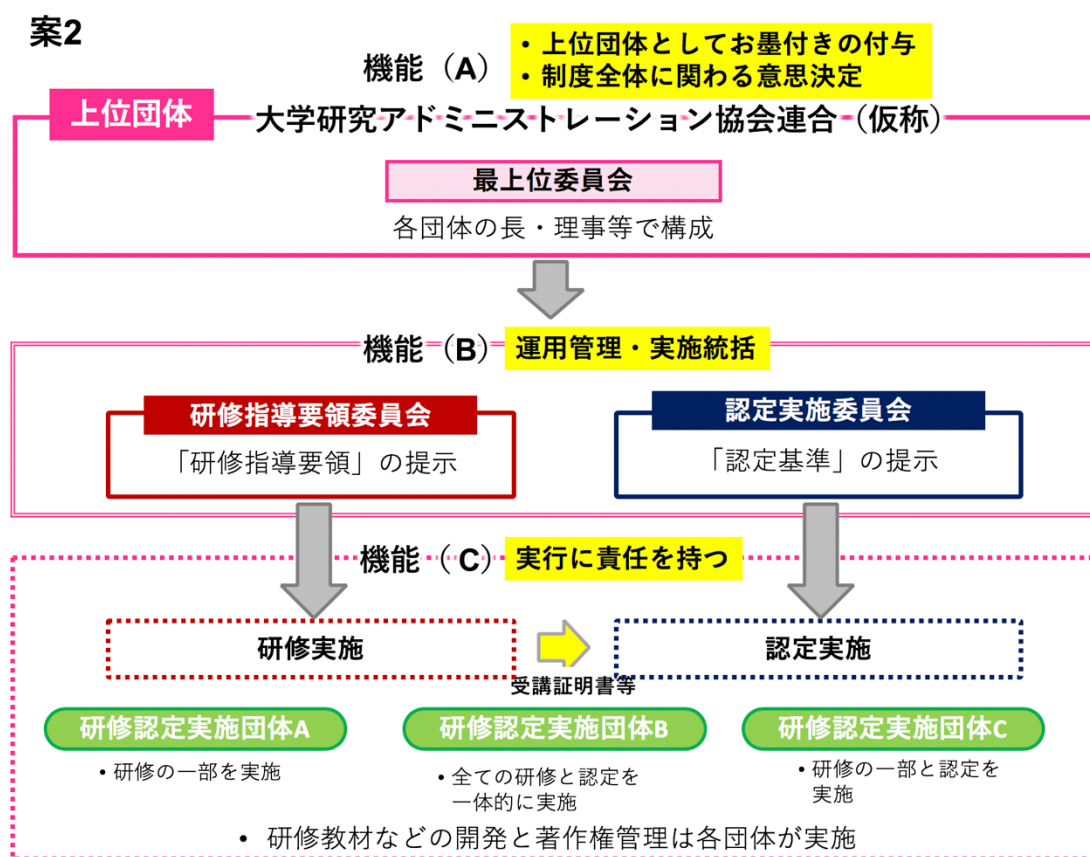 案2
機能（A）
• 上位団体としてお墨付きの付与
• 制度全体に関わる意思決定
上位団体
大学研究アドミニストレーション協会連合（仮称）
最上位委員会
各団体の長・理事等で構成
機能（B）
運用管理・実施統括
研修指導要領委員会
「研修指導要領」の提示
認定実施委員会
「認定基準」の提示
機能（C）
実行に責任を持つ
研修実施
受講証明書等
認定実施
研修認定実施団体A
• 研修の一部を実施
研修認定実施団体B
• 全ての研修と認定を
一体的に実施
研修認定実施団体C
• 研修の一部と認定を
実施
• 研修教材などの開発と著作権管理は各団体が実施